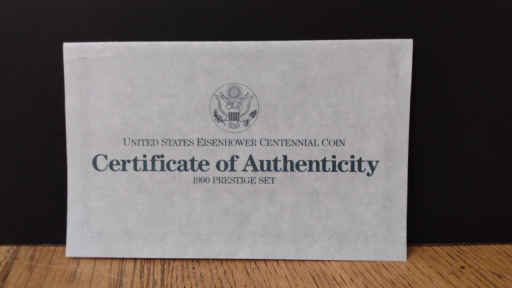 UNITED STATES EISENHOWER CENTENNIAL COIN
Certificate of Authenticity
1990 PRESTIGE SET